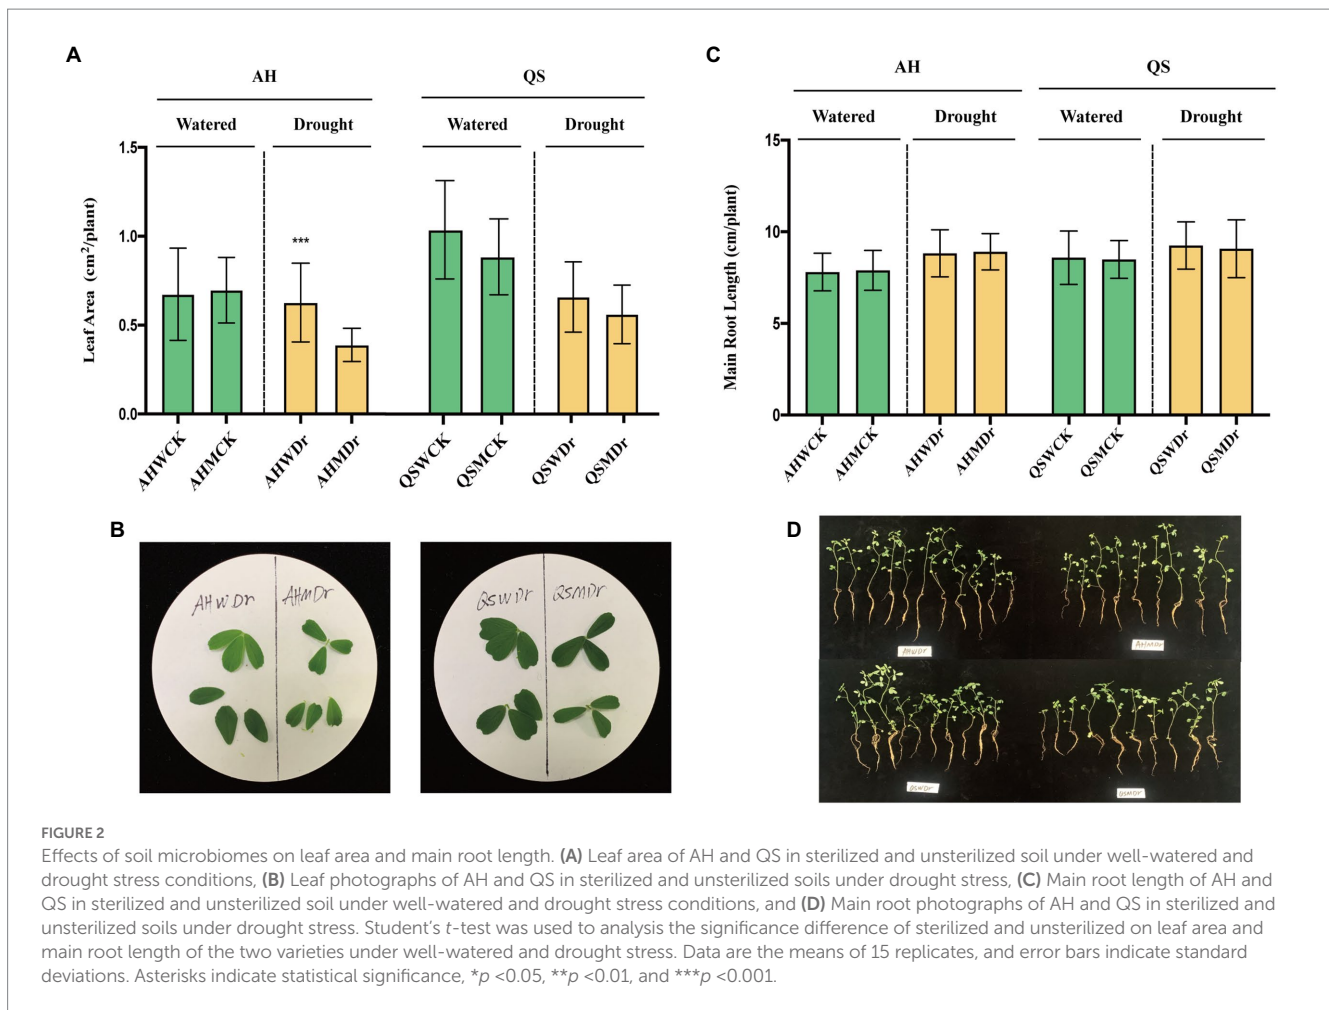 A
AH
QS
Watered
Drought
Watered
Drought
Leaf Area (cm²/plant)
1.5
1.0
0.5
0.0
***
AHWCK
AHMCK
AHWDr
AHMDr
QSWCK
QSMCK
QSWDr
QSMDr
C
AH
QS
Watered
Drought
Watered
Drought
Main Root Length (cm/plant)
15
10
5
0
AHWCK
AHMCK
AHWDr
AHMDr
QSWCK
QSMCK
QSWDr
QSMDr
B
AHWDr
AHMDr
QSWDr
QSMDr
D
AHWDr
AHMDr
QSWDr
QSMDr
FIGURE 2
Effects of soil microbiomes on leaf area and main root length. (A) Leaf area of AH and QS in sterilized and unsterilized soil under well-watered and
drought stress conditions, (B) Leaf photographs of AH and QS in sterilized and unsterilized soils under drought stress, (C) Main root length of AH and
QS in sterilized and unsterilized soil under well-watered and drought stress conditions, and (D) Main root photographs of AH and QS in sterilized and
unsterilized soils under drought stress. Student’s t-test was used to analysis the significance difference of sterilized and unsterilized on leaf area and
main root length of the two varieties under well-watered and drought stress. Data are the means of 15 replicates, and error bars indicate standard
deviations. Asterisks indicate statistical significance, *p <0.05, **p <0.01, and ***p <0.001.